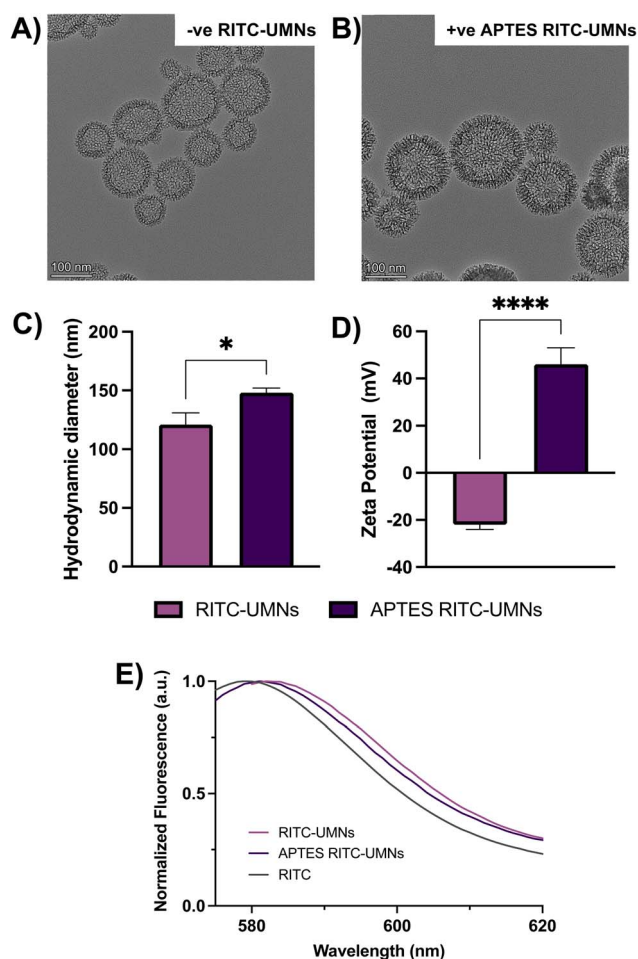 A)
-ve RITC-UMNs
100 nm
B)
+ve APTES RITC-UMNs
100 nm
C)
Hydrodynamic diameter (nm)
200
150
100
50
0
*
D)
Zeta Potential (mV)
60
40
20
0
-20
-40
****
RITC-UMNs
APTES RITC-UMNs
E)
Normalized Fluorescence (a.u.)
1.0
0.5
0.0
RITC-UMNs
APTES RITC-UMNs
RITC
580
600
620
Wavelength (nm)